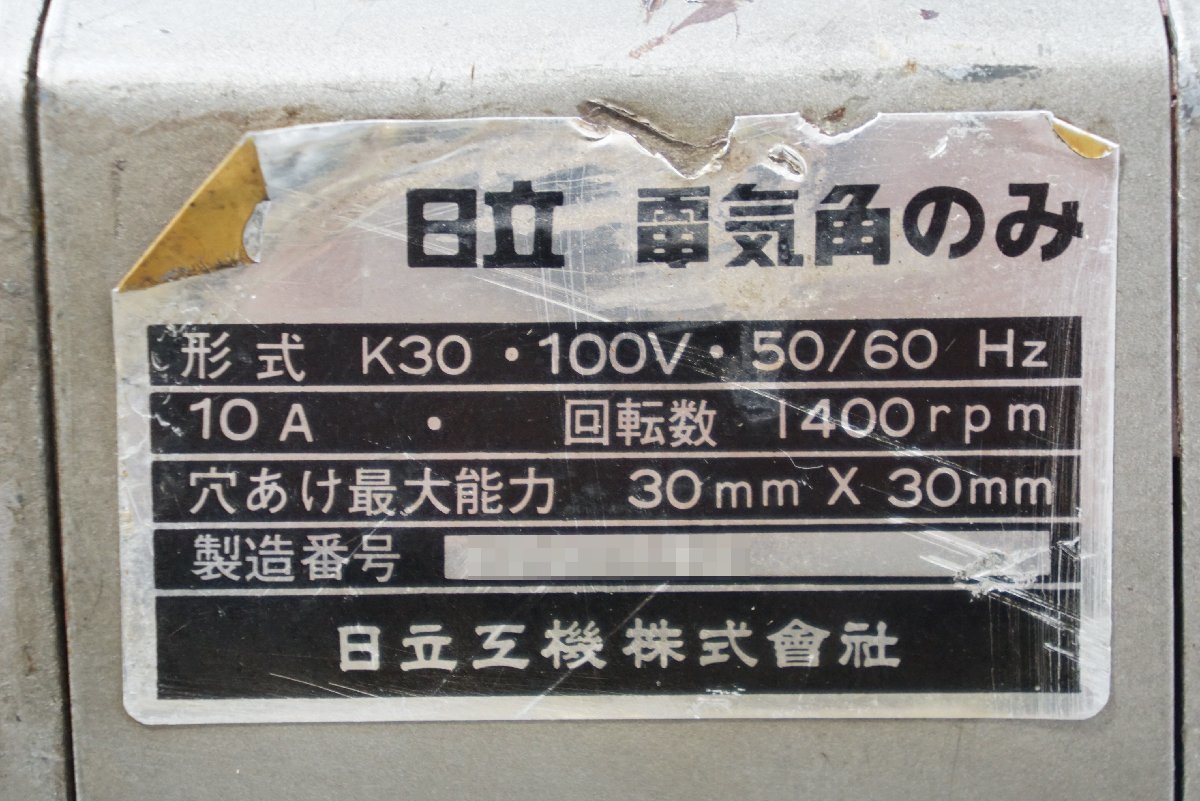 日立 電気角のみ
形式 K30・100V・50/60 Hz
10A ・ 回転数 1400rpm
穴あけ最大能力 30mm X 30mm
製造番号
日立工機株式會社